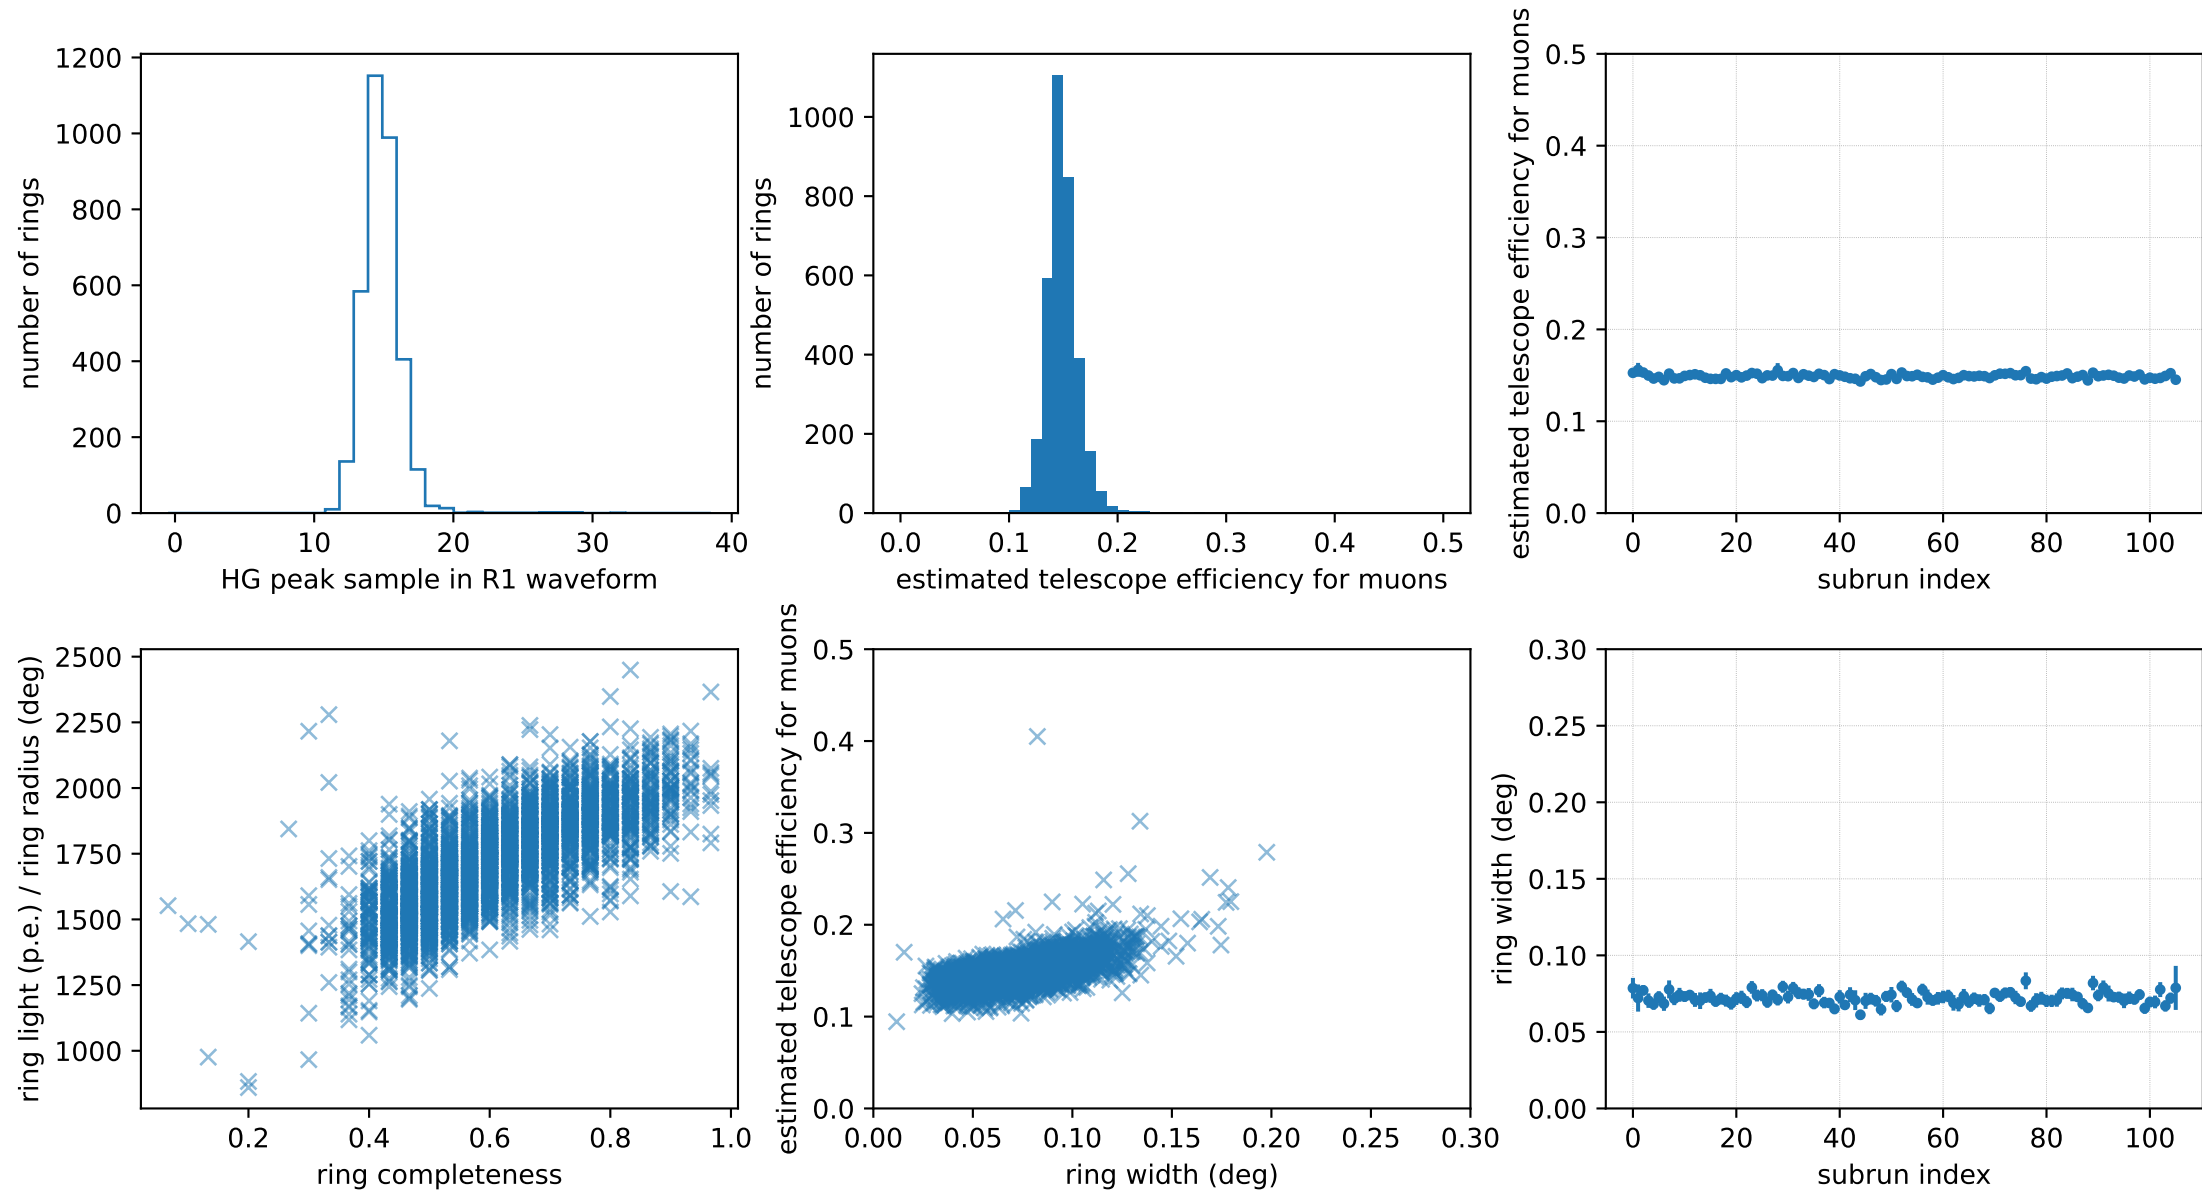 number of rings
1200
1000
800
600
400
200
0
0 10 20 30 40
HG peak sample in R1 waveform
number of rings
1000
800
600
400
200
0
0.0 0.1 0.2 0.3 0.4 0.5
estimated telescope efficiency for muons
estimated telescope efficiency for muons
0.5
0.4
0.3
0.2
0.1
0.0
0 20 40 60 80 100
subrun index
ring light (p.e.) / ring radius (deg)
2500
2250
2000
1750
1500
1250
1000
0.2 0.4 0.6 0.8 1.0
ring completeness
estimated telescope efficiency for muons
0.5
0.4
0.3
0.2
0.1
0.0
0.00 0.05 0.10 0.15 0.20 0.25 0.30
ring width (deg)
ring width (deg)
0.30
0.25
0.20
0.15
0.10
0.05
0.00
0 20 40 60 80 100
subrun index